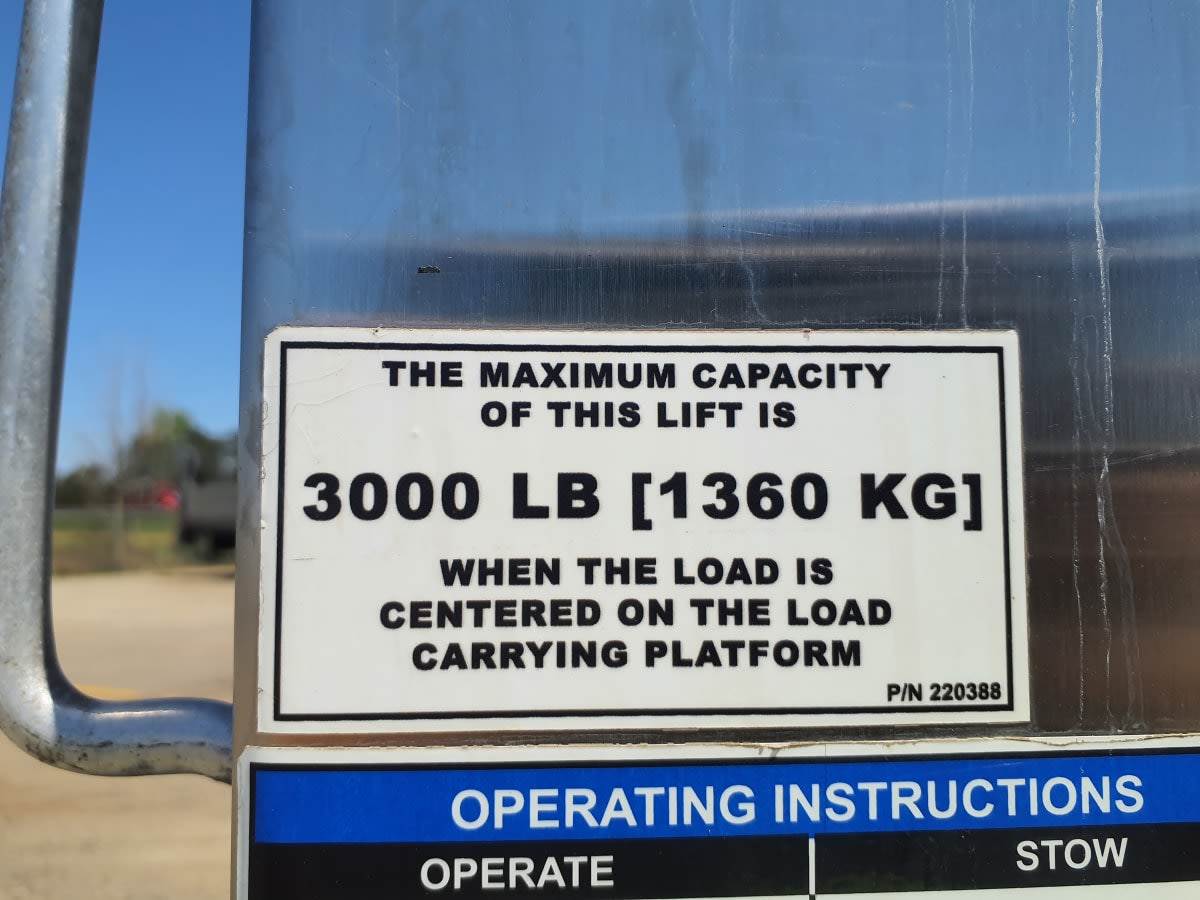 THE MAXIMUM CAPACITY
OF THIS LIFT IS
3000 LB [1360 KG]
WHEN THE LOAD IS
CENTERED ON THE LOAD
CARRYING PLATFORM
P/N 220388
OPERATING INSTRUCTIONS
OPERATE
STOW